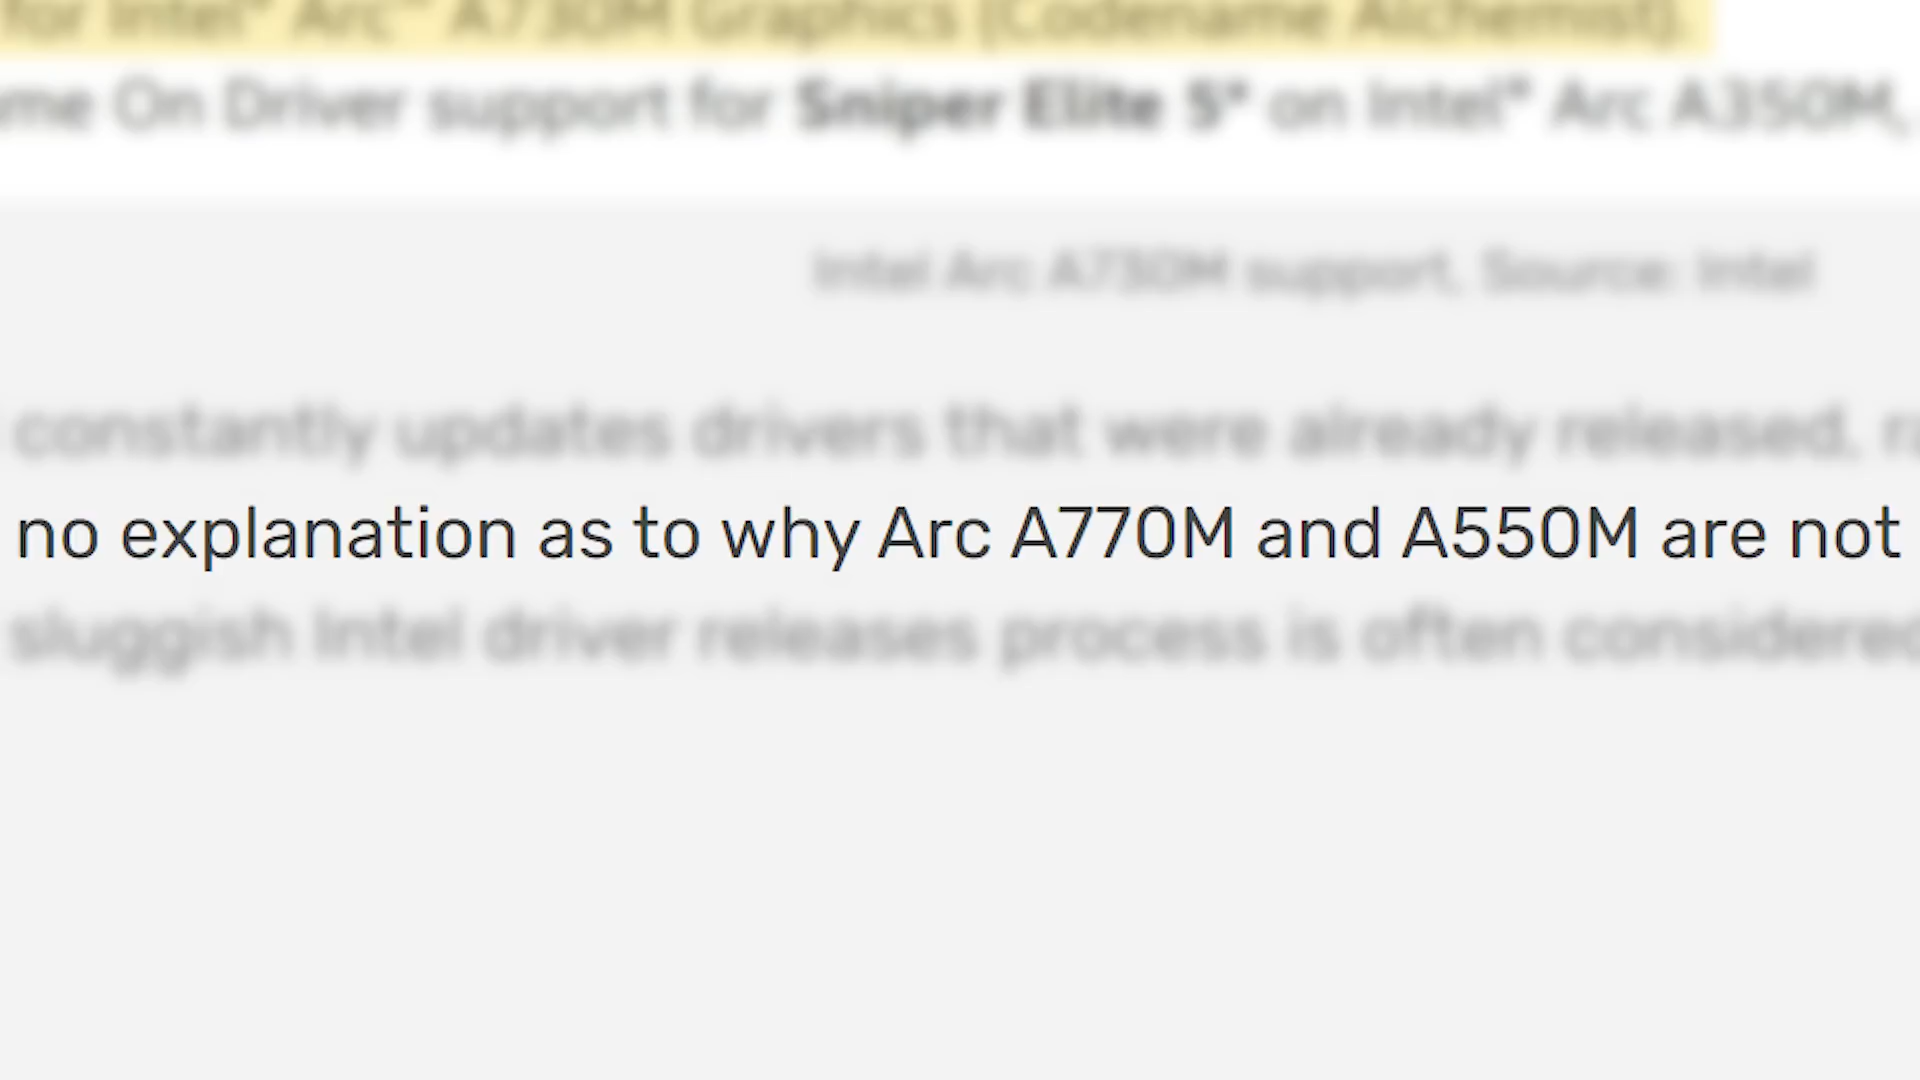 for Intel® Arc™ A730M Graphics (Codename Alchemist).
me On Driver support for Sniper Elite 5* on Intel® Arc A350M,
Intel Arc A730M support, Source: Intel
constantly updates drivers that were already released, ra
no explanation as to why Arc A770M and A550M are not
sluggish Intel driver releases process is often considered